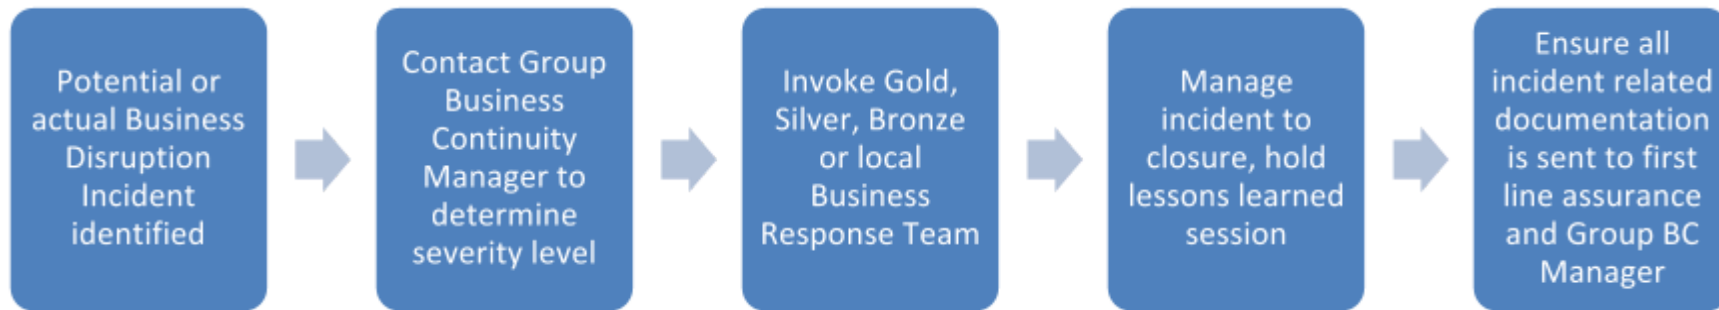 Potential or
actual Business
Disruption
Incident
identified
Contact Group
Business
Continuity
Manager to
determine
severity level
Invoke Gold,
Silver, Bronze
or local
Business
Response Team
Manage
incident to
closure, hold
lessons learned
session
Ensure all
incident related
documentation
is sent to first
line assurance
and Group BC
Manager